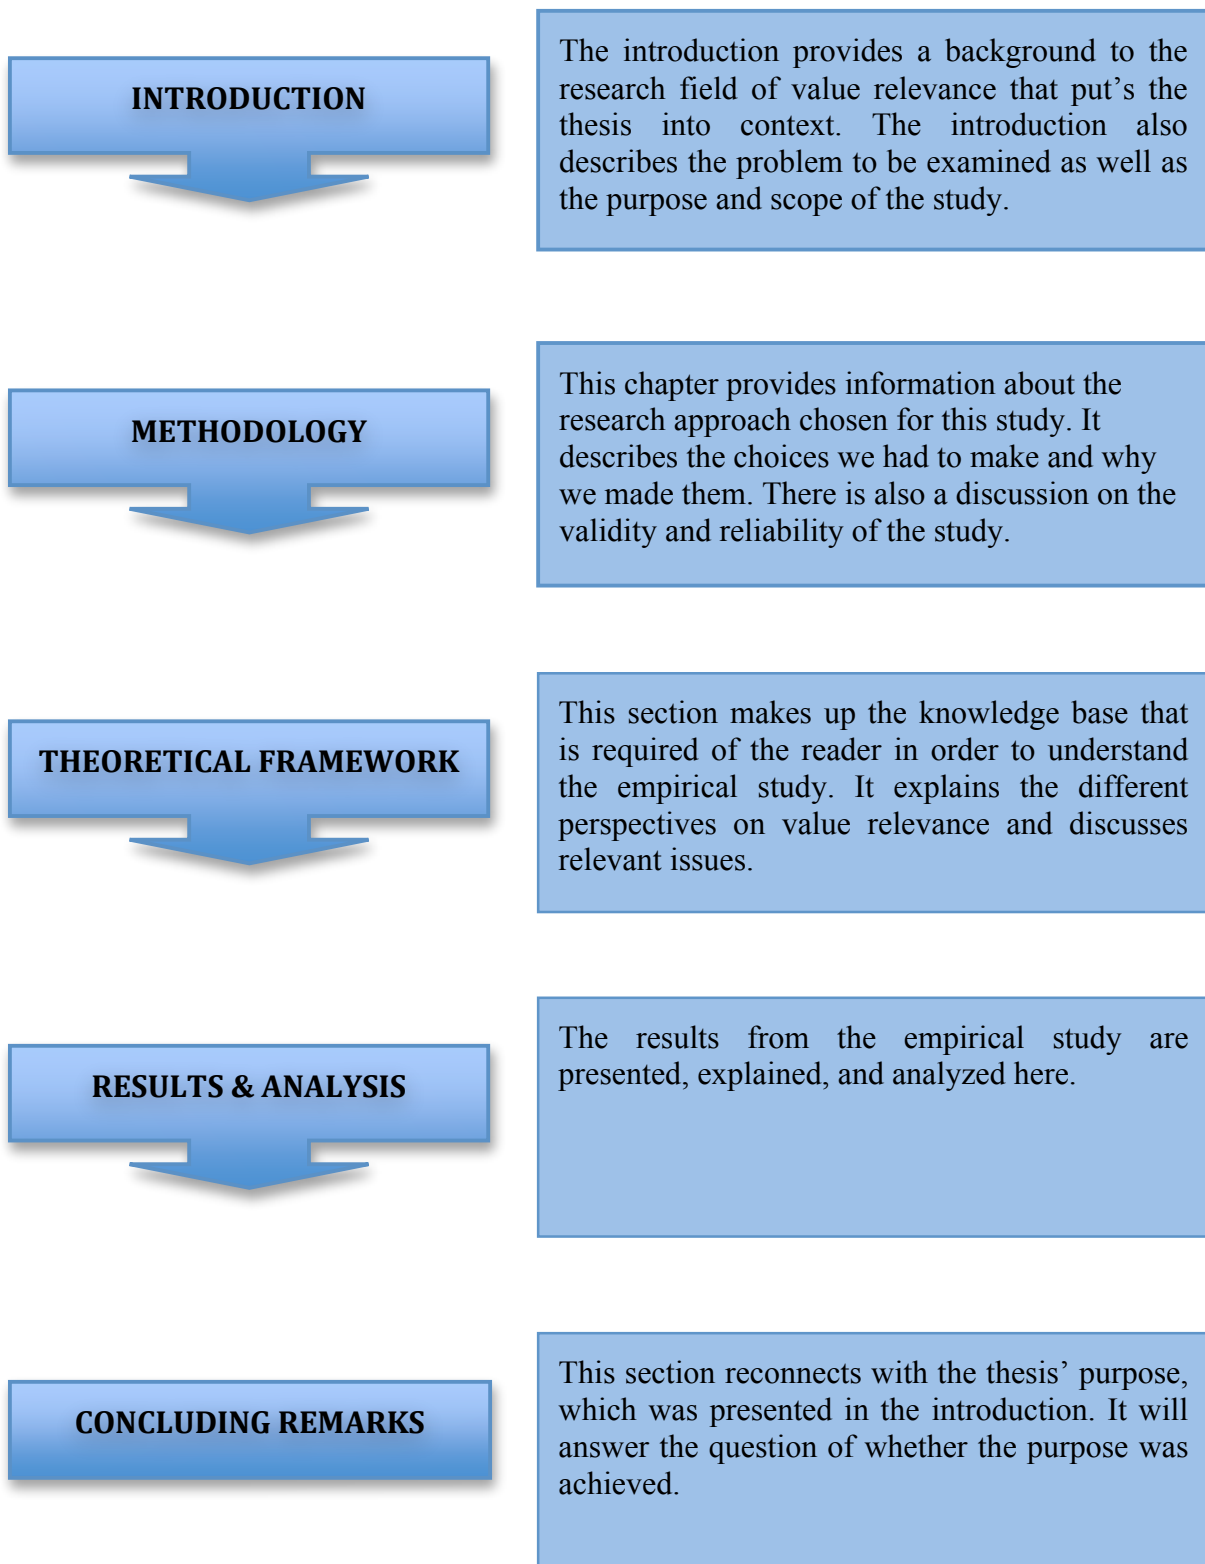 INTRODUCTION
The introduction provides a background to the
research field of value relevance that put’s the
thesis into context. The introduction also
describes the problem to be examined as well as
the purpose and scope of the study.
METHODOLOGY
This chapter provides information about the
research approach chosen for this study. It
describes the choices we had to make and why
we made them. There is also a discussion on the
validity and reliability of the study.
THEORETICAL FRAMEWORK
This section makes up the knowledge base that
is required of the reader in order to understand
the empirical study. It explains the different
perspectives on value relevance and discusses
relevant issues.
RESULTS & ANALYSIS
The results from the empirical study are
presented, explained, and analyzed here.
CONCLUDING REMARKS
This section reconnects with the thesis’ purpose,
which was presented in the introduction. It will
answer the question of whether the purpose was
achieved.